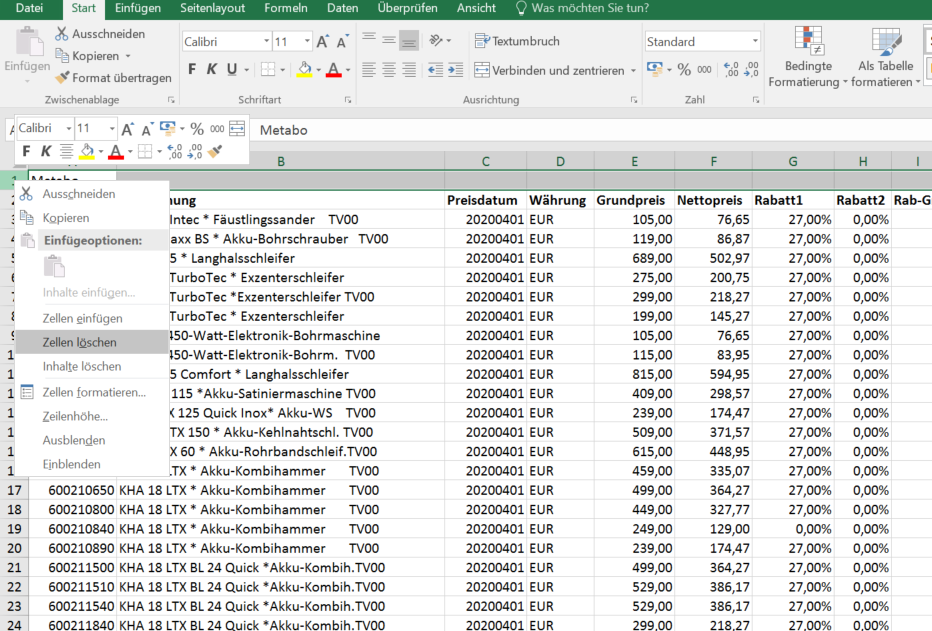 Datei Start Einfügen Seitenlayout Formeln Daten Überprüfen Ansicht Was möchten Sie tun?
Einfügen
Ausschneiden
Kopieren
Format übertragen
Zwischenablage
Calibri 11
F K U
Schriftart
Textumbruch
Verbinden und zentrieren
Ausrichtung
Standard
% 000
Zahl
Bedingte Formatierung
Als Tabelle formatieren
Calibri 11 % 000
F K A
Metabo
B C D E F G H I
1 Metabo
Preisdatum Währung Grundpreis Nettopreis Rabatt1 Rabatt2 Rab-G
Intec * Fäustlingssander TV00 20200401 EUR 105,00 76,65 27,00% 0,00%
axx BS * Akku-Bohrschrauber TV00 20200401 EUR 119,00 86,87 27,00% 0,00%
5 * Langhalsschleifer 20200401 EUR 689,00 502,97 27,00% 0,00%
TurboTec * Exzenterschleifer 20200401 EUR 275,00 200,75 27,00% 0,00%
TurboTec *Exzenterschleifer TV00 20200401 EUR 299,00 218,27 27,00% 0,00%
TurboTec * Exzenterschleifer 20200401 EUR 199,00 145,27 27,00% 0,00%
450-Watt-Elektronik-Bohrmaschine 20200401 EUR 105,00 76,65 27,00% 0,00%
450-Watt-Elektronik-Bohrm. TV00 20200401 EUR 115,00 83,95 27,00% 0,00%
5 Comfort * Langhalsschleifer 20200401 EUR 815,00 594,95 27,00% 0,00%
115 *Akku-Satiniermaschine TV00 20200401 EUR 409,00 298,57 27,00% 0,00%
X 125 Quick Inox* Akku-WS TV00 20200401 EUR 239,00 174,47 27,00% 0,00%
TX 150 * Akku-Kehlnahtschl. TV00 20200401 EUR 509,00 371,57 27,00% 0,00%
X 60 * Akku-Rohrbandschleif.TV00 20200401 EUR 615,00 448,95 27,00% 0,00%
LTX * Akku-Kombihammer TV00 20200401 EUR 459,00 335,07 27,00% 0,00%
17 600210650 KHA 18 LTX * Akku-Kombihammer TV00 20200401 EUR 499,00 364,27 27,00% 0,00%
18 600210800 KHA 18 LTX * Akku-Kombihammer TV00 20200401 EUR 449,00 327,77 27,00% 0,00%
19 600210840 KHA 18 LTX * Akku-Kombihammer TV00 20200401 EUR 249,00 129,00 0,00% 0,00%
20 600210890 KHA 18 LTX * Akku-Kombihammer TV00 20200401 EUR 239,00 174,47 27,00% 0,00%
21 600211500 KHA 18 LTX BL 24 Quick *Akku-Kombih.TV00 20200401 EUR 499,00 364,27 27,00% 0,00%
22 600211510 KHA 18 LTX BL 24 Quick *Akku-Kombih.TV00 20200401 EUR 529,00 386,17 27,00% 0,00%
23 600211540 KHA 18 LTX BL 24 Quick *Akku-Kombih.TV00 20200401 EUR 529,00 386,17 27,00% 0,00%
24 600211840 KHA 18 LTX BL 24 Quick *Akku-Kombih.TV00 20200401 EUR 299,00 218,27 27,00% 0,00%
Ausschneiden
Kopieren
Einfügeoptionen:
Inhalte einfügen...
Zellen einfügen
Zellen löschen
Inhalte löschen
Zellen formatieren...
Zeilenhöhe...
Ausblenden
Einblenden